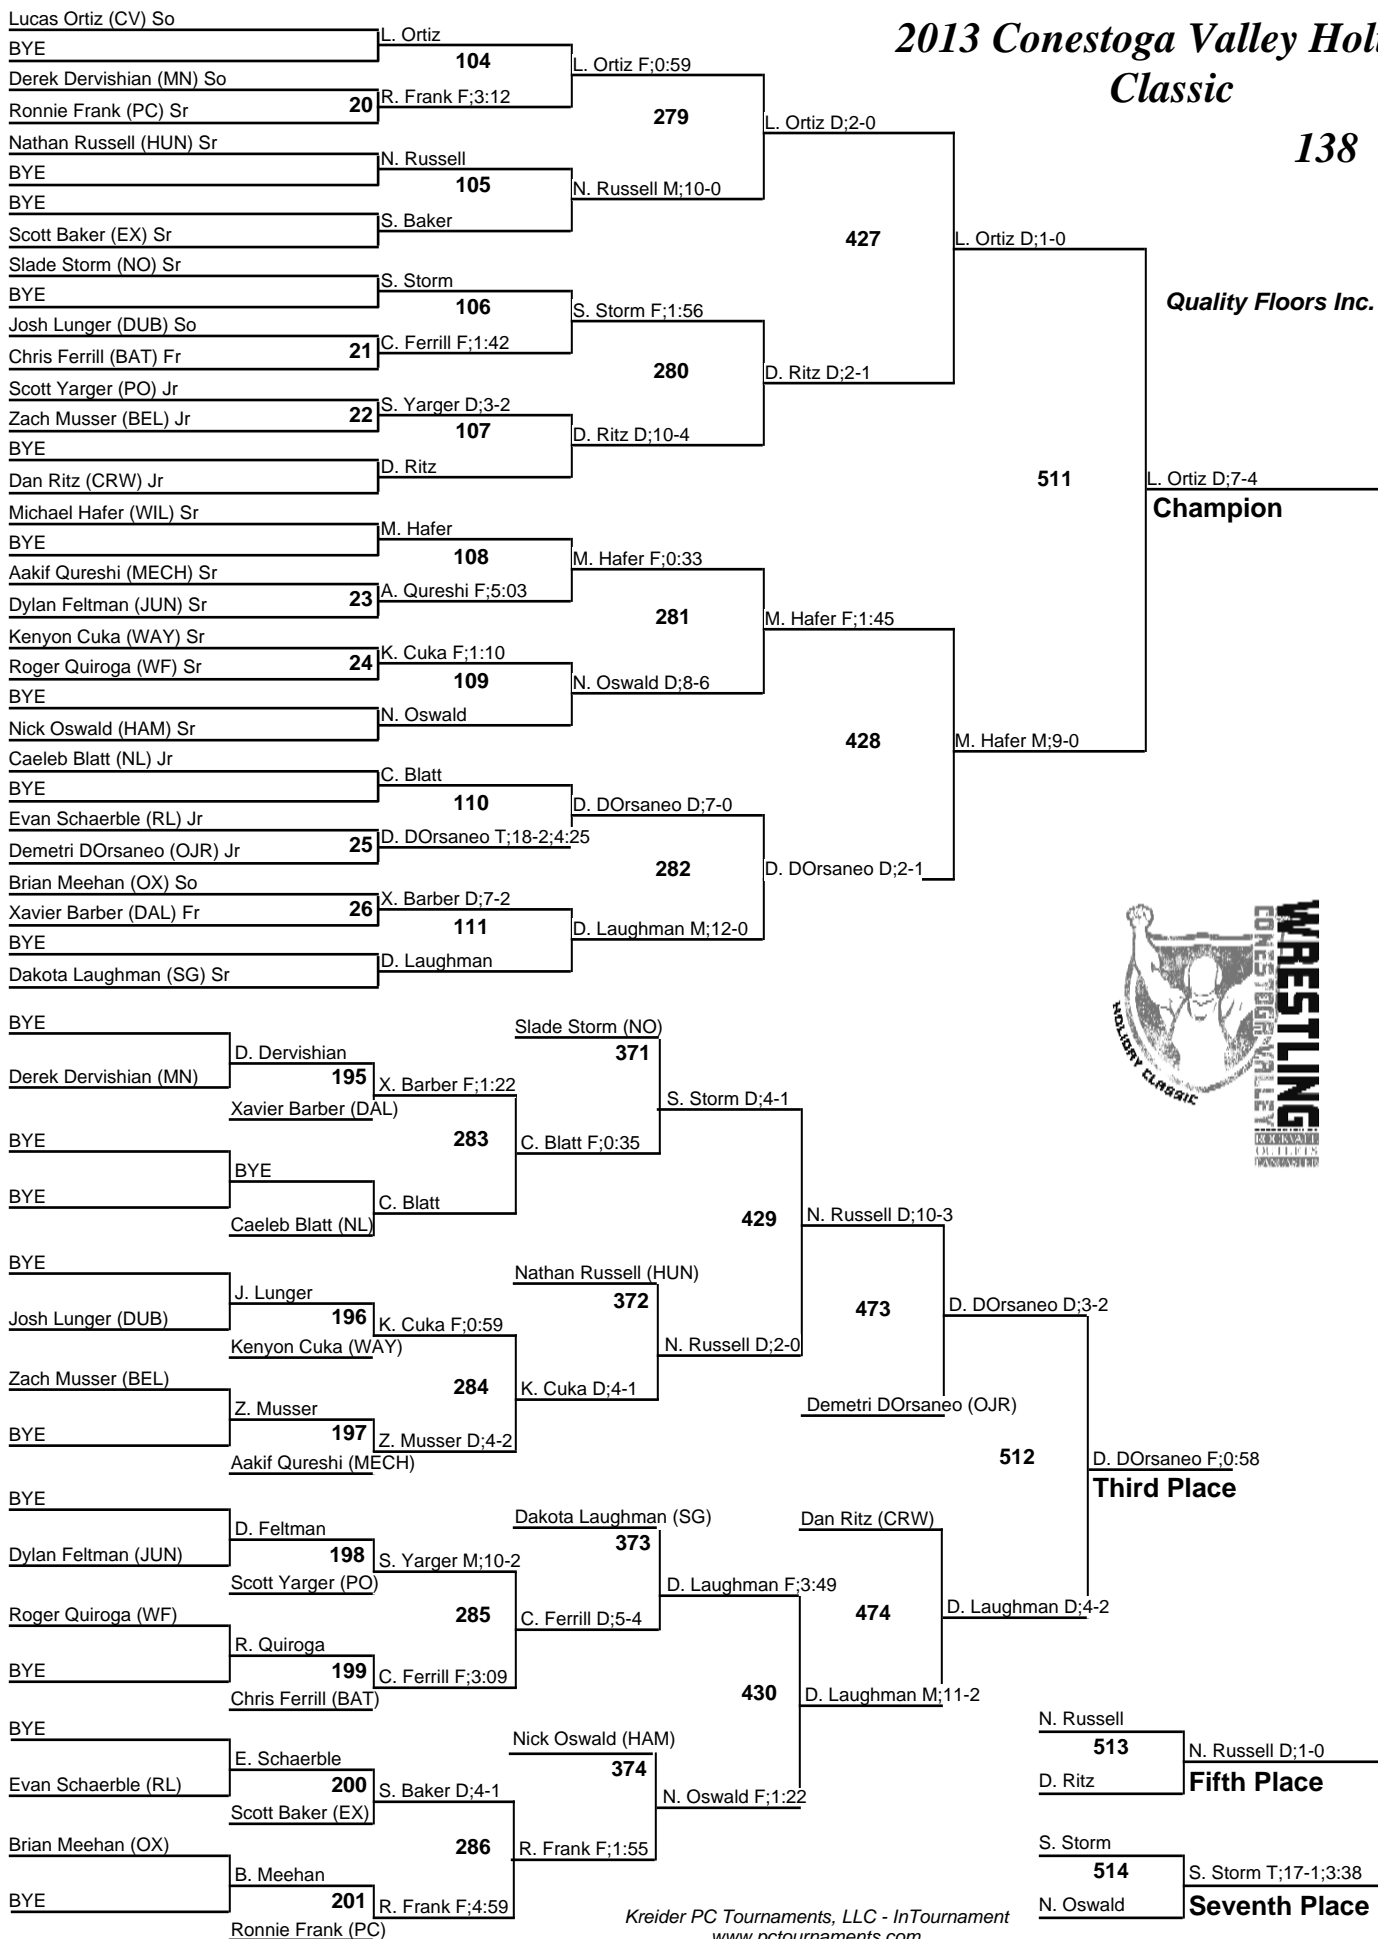 2013 Conestoga Valley Holi
Classic
138
Quality Floors Inc.
Lucas Ortiz (CV) So
BYE
Derek Dervishian (MN) So
Ronnie Frank (PC) Sr
Nathan Russell (HUN) Sr
BYE
BYE
Scott Baker (EX) Sr
Slade Storm (NO) Sr
BYE
Josh Lunger (DUB) So
Chris Ferrill (BAT) Fr
Scott Yarger (PO) Jr
Zach Musser (BEL) Jr
BYE
Dan Ritz (CRW) Jr
Michael Hafer (WIL) Sr
BYE
Aakif Qureshi (MECH) Sr
Dylan Feltman (JUN) Sr
Kenyon Cuka (WAY) Sr
Roger Quiroga (WF) Sr
BYE
Nick Oswald (HAM) Sr
Caeleb Blatt (NL) Jr
BYE
Evan Schaerble (RL) Jr
Demetri DOrsaneo (OJR) Jr
Brian Meehan (OX) So
Xavier Barber (DAL) Fr
BYE
Dakota Laughman (SG) Sr
20
21
22
23
24
25
26
L. Ortiz
104
R. Frank F;3:12
N. Russell
105
S. Baker
S. Storm
106
C. Ferrill F;1:42
S. Yarger D;3-2
107
D. Ritz
M. Hafer
108
A. Qureshi F;5:03
K. Cuka F;1:10
109
N. Oswald
C. Blatt
110
D. DOrsaneo T;18-2;4:25
X. Barber D;7-2
111
D. Laughman
L. Ortiz F;0:59
279
N. Russell M;10-0
S. Storm F;1:56
280
D. Ritz D;10-4
M. Hafer F;0:33
281
N. Oswald D;8-6
D. DOrsaneo D;7-0
282
D. Laughman M;12-0
L. Ortiz D;2-0
427
D. Ritz D;2-1
M. Hafer F;1:45
428
D. DOrsaneo D;2-1
L. Ortiz D;1-0
511
M. Hafer M;9-0
L. Ortiz D;7-4
Champion
WRESTLING
CONESTOGA VALLEY
HOLIDAY CLASSIC
ROCKVALE
OUTLETS
LANCASTER
BYE
Derek Dervishian (MN)
BYE
BYE
BYE
Josh Lunger (DUB)
Zach Musser (BEL)
BYE
BYE
Dylan Feltman (JUN)
Roger Quiroga (WF)
BYE
BYE
Evan Schaerble (RL)
Brian Meehan (OX)
BYE
D. Dervishian
195
Xavier Barber (DAL)
BYE
Caeleb Blatt (NL)
J. Lunger
196
Kenyon Cuka (WAY)
Z. Musser
197
Aakif Qureshi (MECH)
D. Feltman
198
Scott Yarger (PO)
R. Quiroga
199
Chris Ferrill (BAT)
E. Schaerble
200
Scott Baker (EX)
B. Meehan
201
Ronnie Frank (PC)
X. Barber F;1:22
283
C. Blatt
K. Cuka F;0:59
284
Z. Musser D;4-2
S. Yarger M;10-2
285
C. Ferrill F;3:09
S. Baker D;4-1
286
R. Frank F;4:59
Slade Storm (NO)
371
C. Blatt F;0:35
Nathan Russell (HUN)
372
K. Cuka D;4-1
Dakota Laughman (SG)
373
C. Ferrill D;5-4
Nick Oswald (HAM)
374
R. Frank F;1:55
S. Storm D;4-1
429
N. Russell D;2-0
D. Laughman F;3:49
430
N. Oswald F;1:22
N. Russell D;10-3
473
Demetri DOrsaneo (OJR)
Dan Ritz (CRW)
474
D. Laughman M;11-2
D. DOrsaneo D;3-2
512
D. Laughman D;4-2
D. DOrsaneo F;0:58
Third Place
N. Russell
513
D. Ritz
N. Russell D;1-0
Fifth Place
S. Storm
514
N. Oswald
S. Storm T;17-1;3:38
Seventh Place
Kreider PC Tournaments, LLC - InTournament
www.pctournaments.com